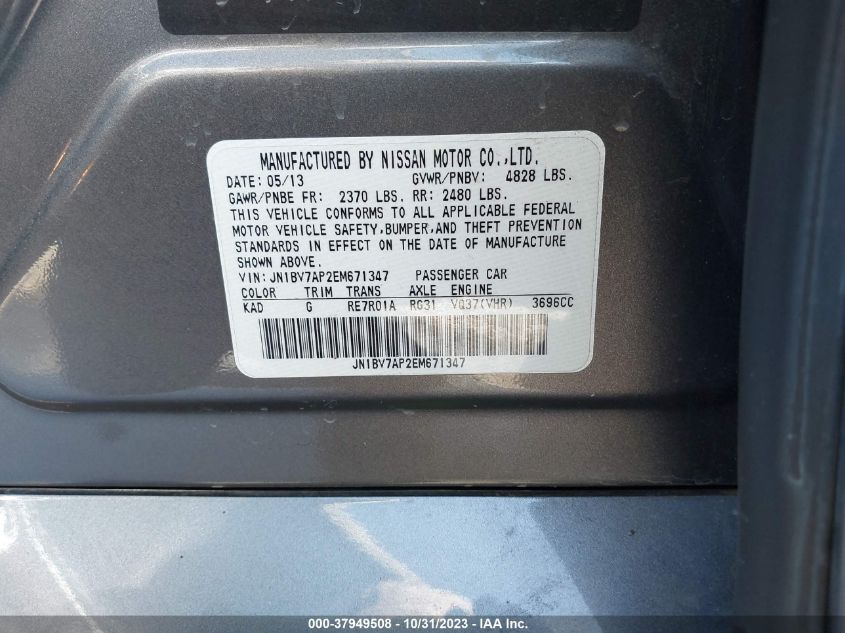 MANUFACTURED BY NISSAN MOTOR CO.,LTD.
DATE: 05/13 GVWR/PNBV: 4828 LBS.
GAWR/PNBE FR: 2370 LBS. RR: 2480 LBS.
THIS VEHICLE CONFORMS TO ALL APPLICABLE FEDERAL
MOTOR VEHICLE SAFETY,BUMPER,AND THEFT PREVENTION
STANDARDS IN EFFECT ON THE DATE OF MANUFACTURE
SHOWN ABOVE.
VIN: JN1BV7AP2EM671347 PASSENGER CAR
COLOR TRIM TRANS AXLE ENGINE
KAD G RE7R01A RG31 VQ37(VHR) 3696CC
JN1BV7AP2EM671347
000-37949508 - 10/31/2023 - IAA Inc.